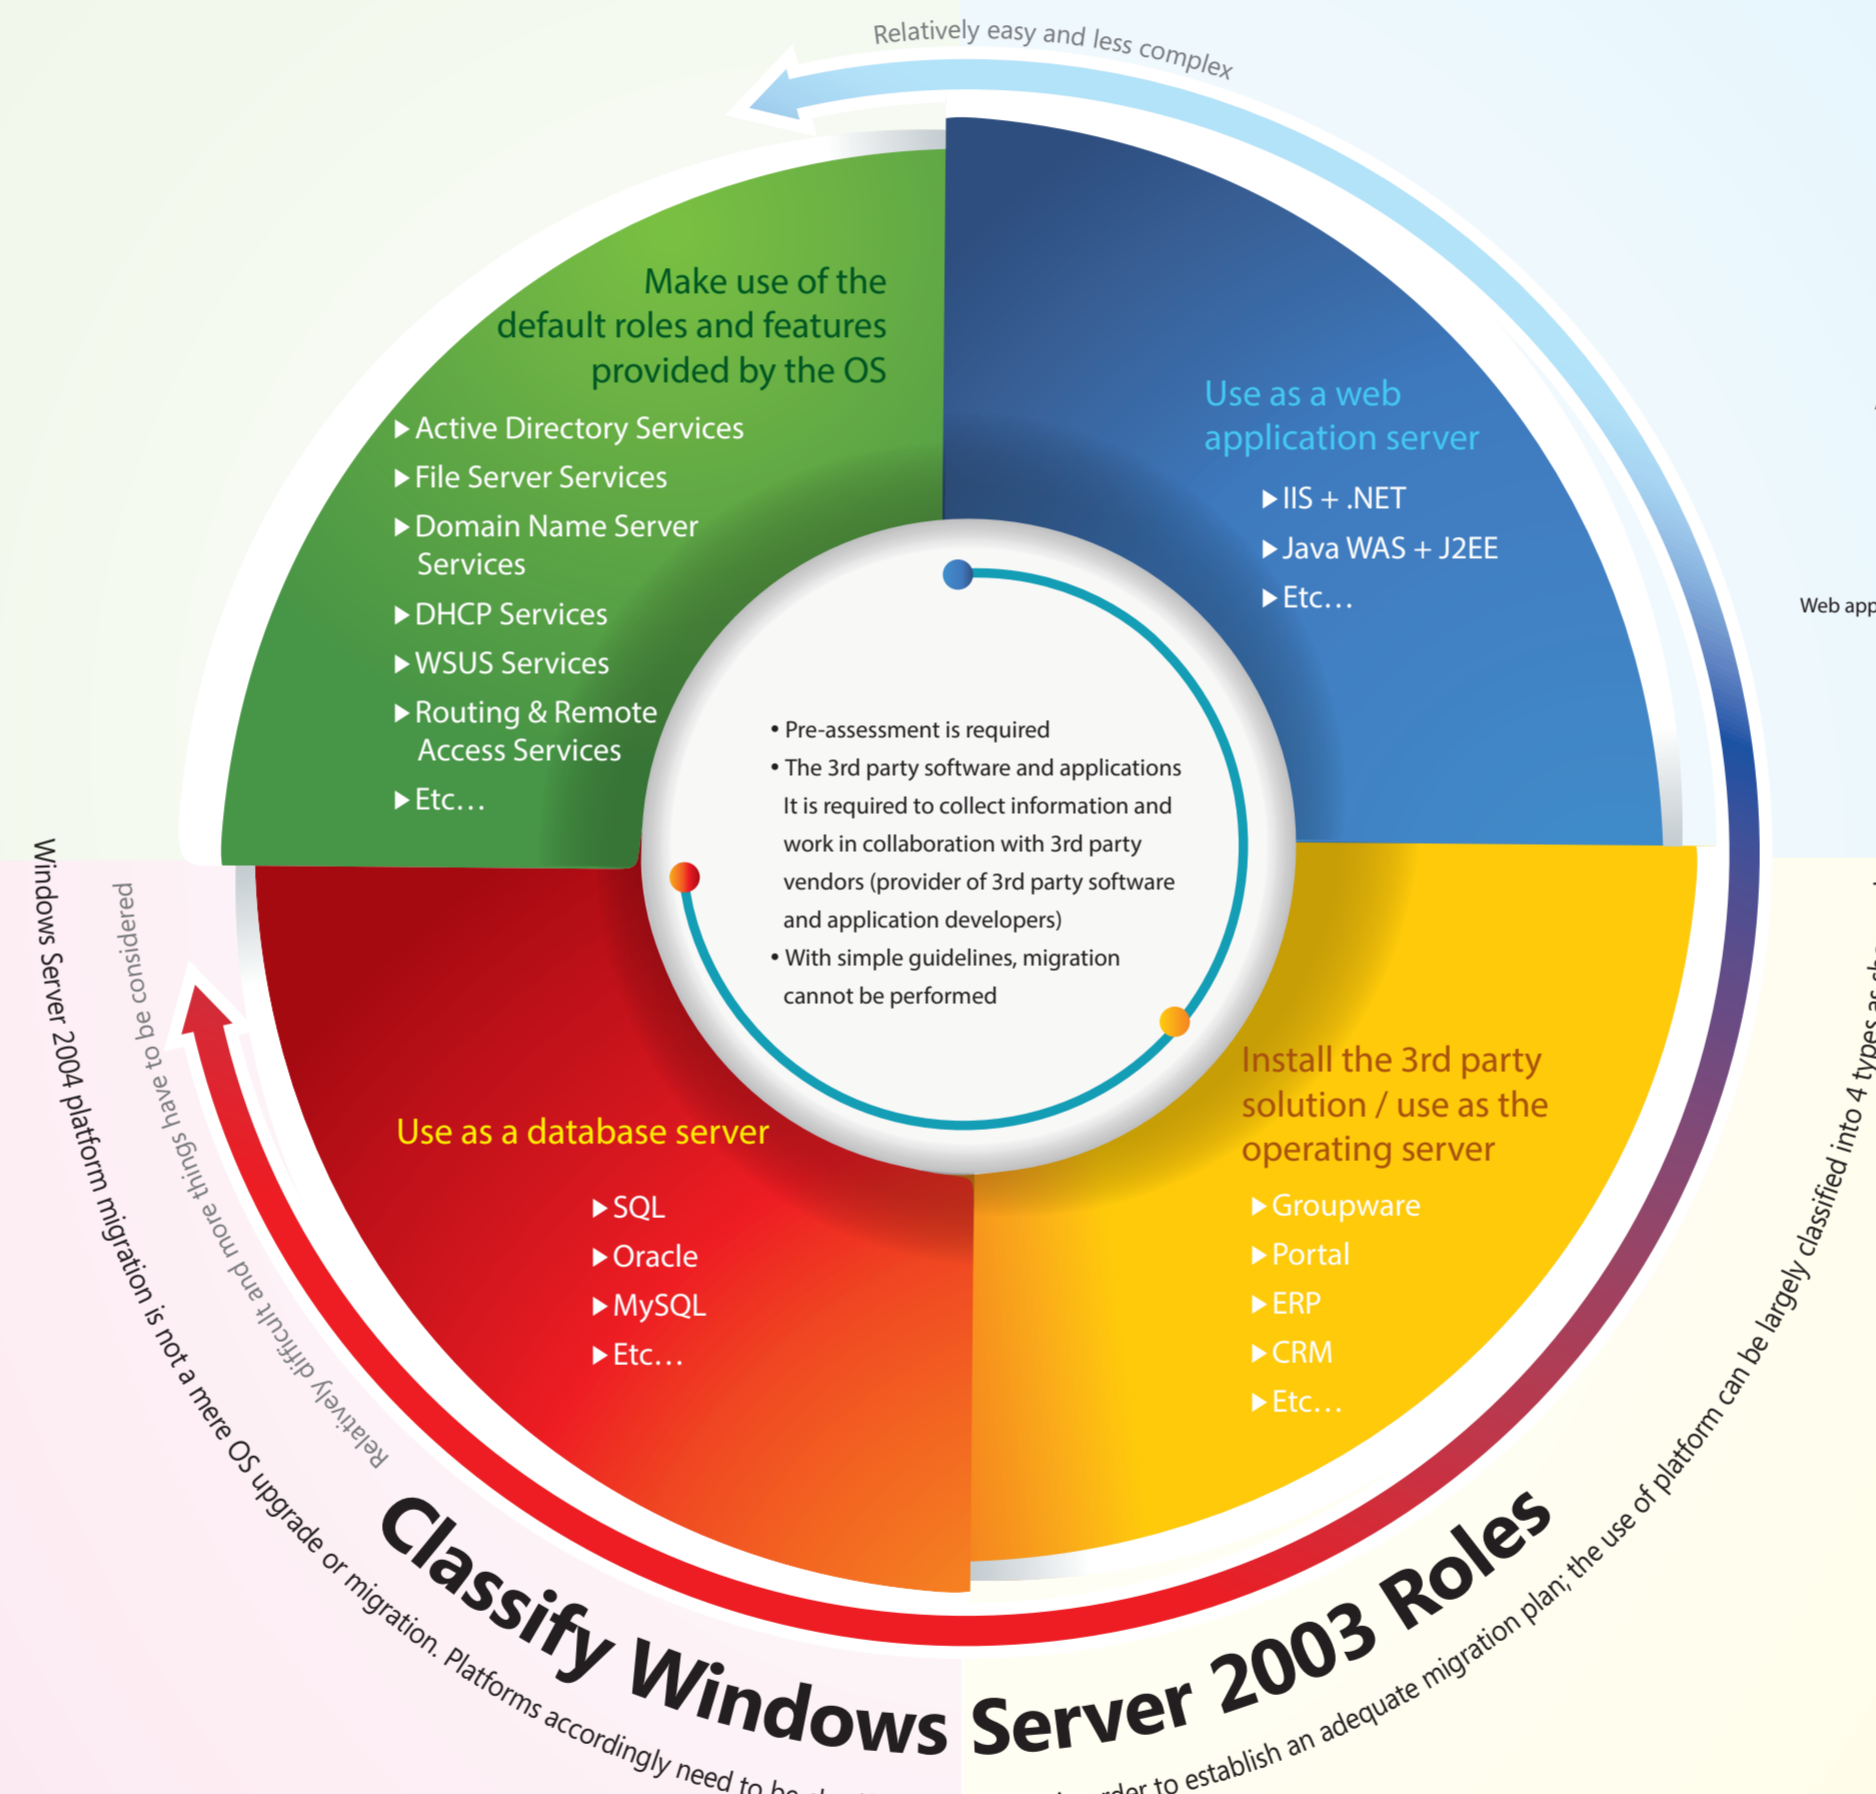 Relatively easy and less complex
Make use of the
default roles and features
provided by the OS
▶Active Directory Services
▶File Server Services
▶Domain Name Server
Services
▶DHCP Services
▶WSUS Services
▶Routing & Remote
Access Services
▶Etc…
Use as a web
application server
▶IIS + .NET
▶Java WAS + J2EE
▶Etc…
Web app
• Pre-assessment is required
• The 3rd party software and applications
It is required to collect information and
work in collaboration with 3rd party
vendors (provider of 3rd party software
and application developers)
• With simple guidelines, migration
cannot be performed
Use as a database server
▶SQL
▶Oracle
▶MySQL
▶Etc…
Install the 3rd party
solution / use as the
operating server
▶Groupware
▶Portal
▶ERP
▶CRM
▶Etc…
Relatively difficult and more things have to be considered
Classify Windows Server 2003 Roles
Windows Server 2004 platform migration is not a mere OS upgrade or migration. Platforms accordingly need to be
to establish an adequate migration plan; the use of platform can be largely classified into 4 types as